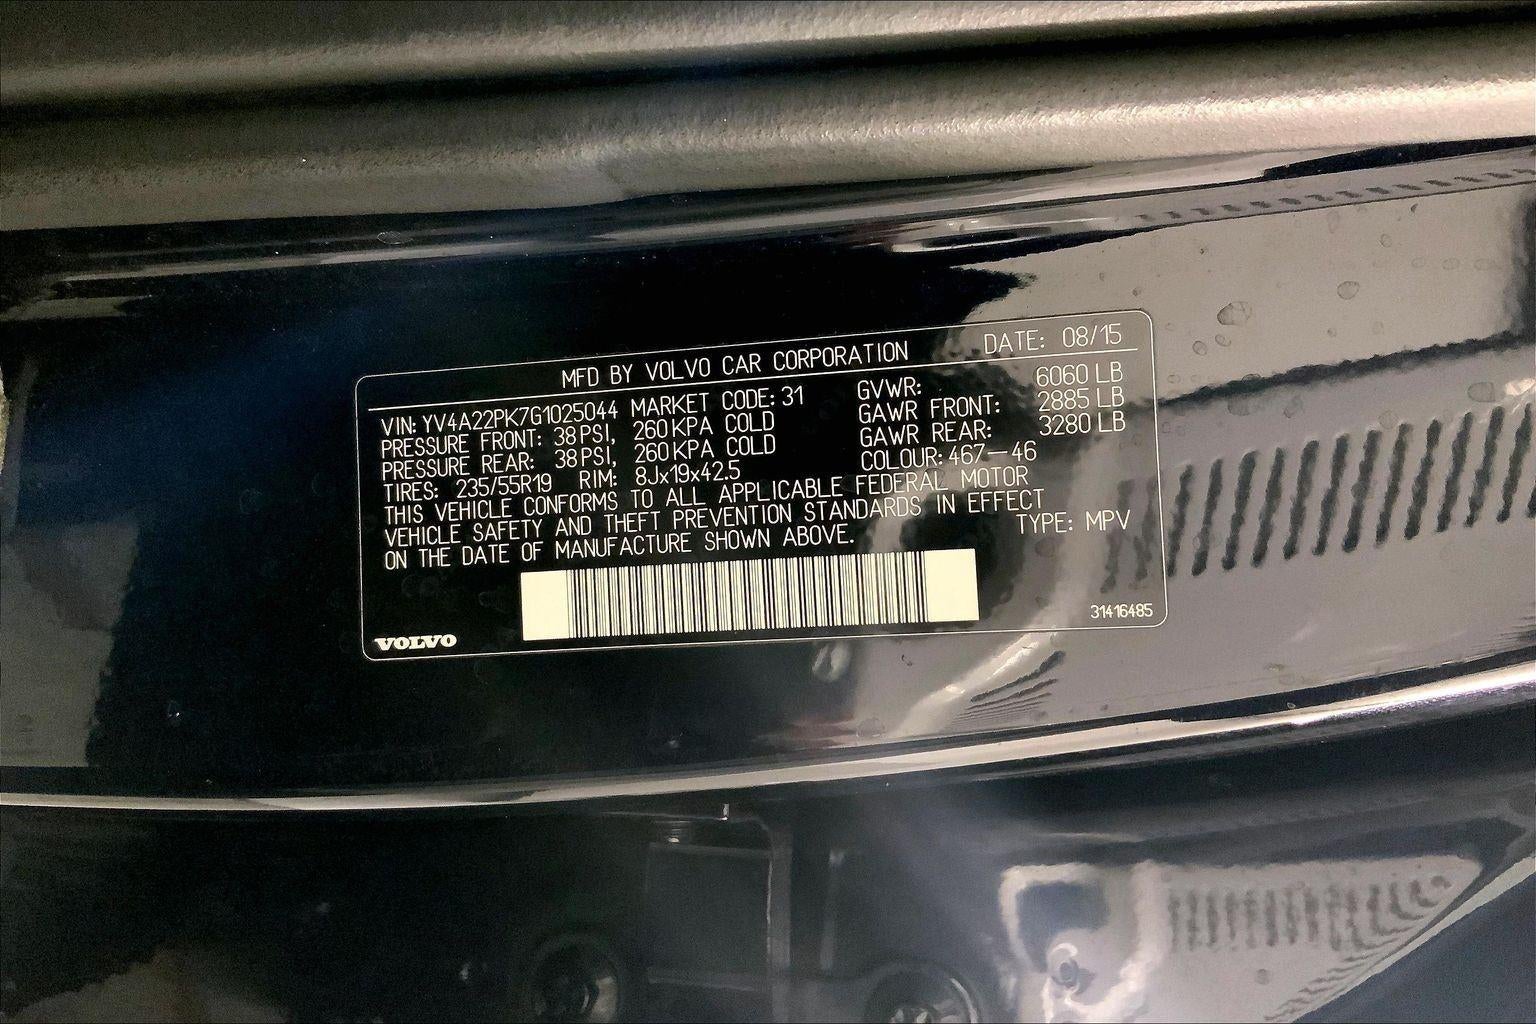 MFD BY VOLVO CAR CORPORATION DATE: 08/15
VIN: YV4A22PK7G1025044 MARKET CODE: 31 GVWR: 6060 LB
PRESSURE FRONT: 38 PSI, 260 KPA COLD GAWR FRONT: 2885 LB
PRESSURE REAR: 38 PSI, 260 KPA COLD GAWR REAR: 3280 LB
TIRES: 235/55R19 RIM: 8Jx19x42.5 COLOUR: 467-46
THIS VEHICLE CONFORMS TO ALL APPLICABLE FEDERAL MOTOR
VEHICLE SAFETY AND THEFT PREVENTION STANDARDS IN EFFECT
ON THE DATE OF MANUFACTURE SHOWN ABOVE. TYPE: MPV
VOLVO 31416485